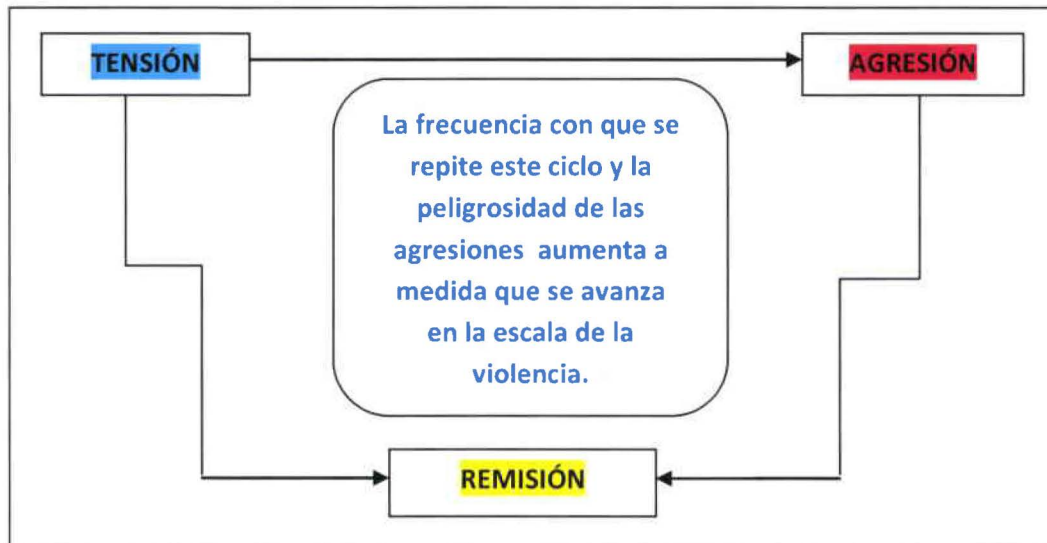 TENSIÓN
AGRESIÓN
La frecuencia con que se
repite este ciclo y la
peligrosidad de las
agresiones aumenta a
medida que se avanza
en la escala de la
violencia.
REMISIÓN